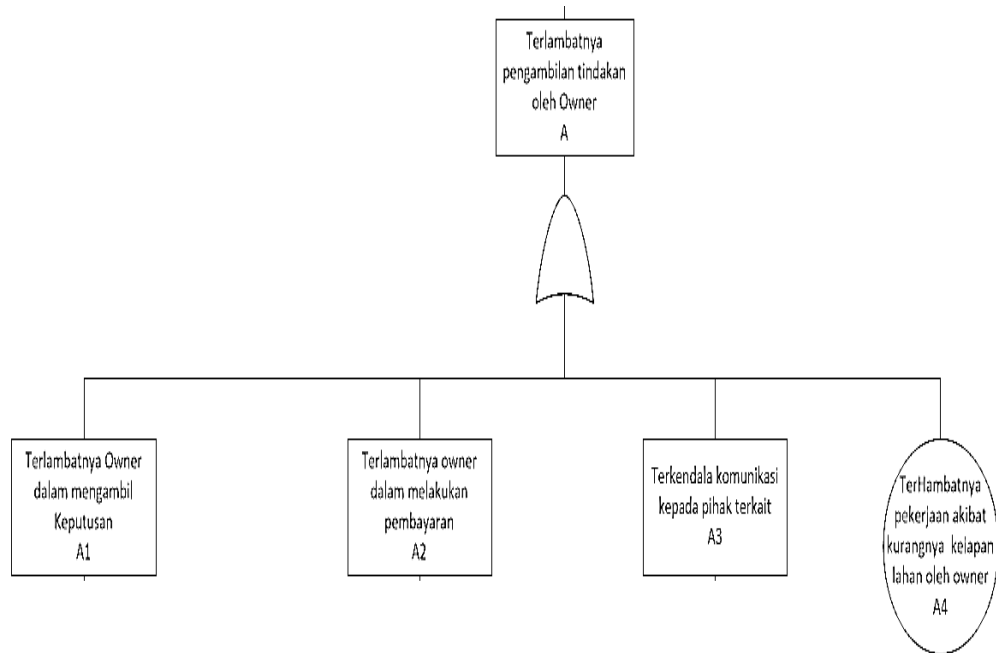 Terlambatnya
pengambilan tindakan
oleh Owner
A
Terlambatnya Owner
dalam mengambil
Keputusan
A1
Terlambatnya owner
dalam melakukan
pembayaran
A2
Terkendala komunikasi
kepada pihak terkait
A3
TerHambatnya
pekerjaan akibat
kurangnya kelapan
lahan oleh owner
A4